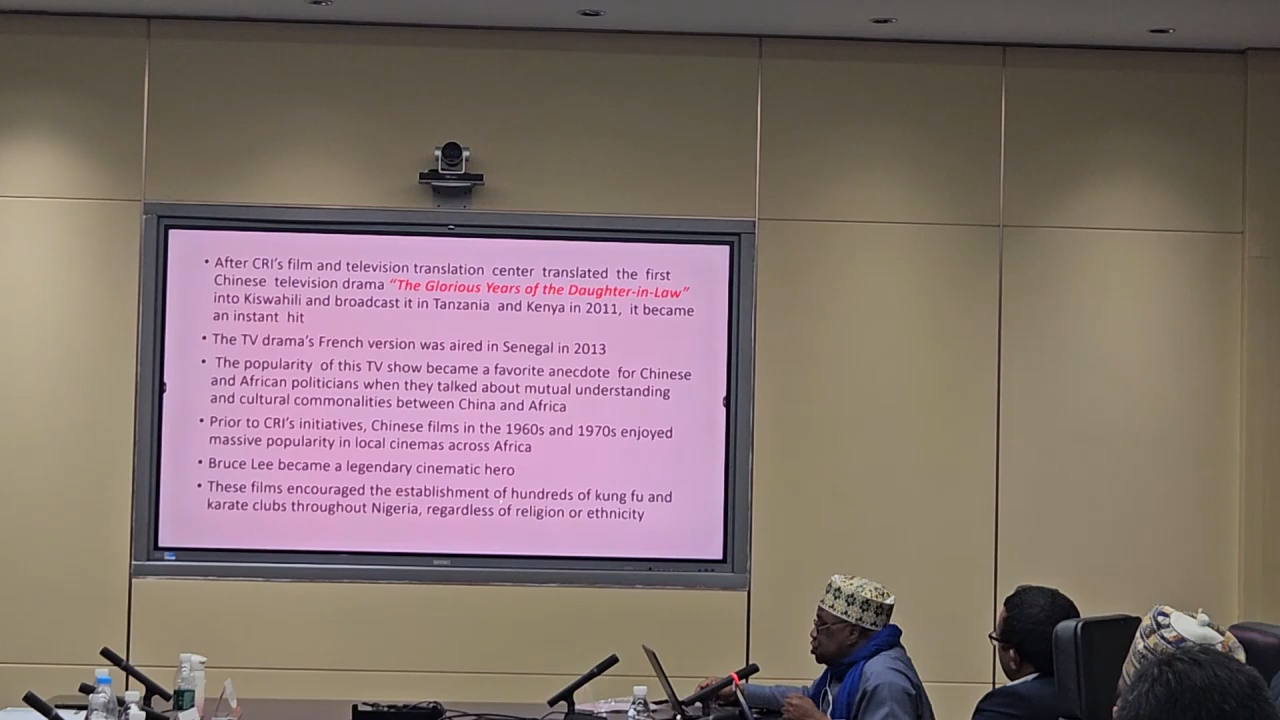 • After CRI's film and television translation center translated the first
Chinese television drama "The Glorious Years of the Daughter-in-Law"
into Kiswahili and broadcast it in Tanzania and Kenya in 2011, it became
an instant hit
• The TV drama's French version was aired in Senegal in 2013
• The popularity of this TV show became a favorite anecdote for Chinese
and African politicians when they talked about mutual understanding
and cultural commonalities between China and Africa
• Prior to CRI's initiatives, Chinese films in the 1960s and 1970s enjoyed
massive popularity in local cinemas across Africa
• Bruce Lee became a legendary cinematic hero
• These films encouraged the establishment of hundreds of kung fu and
karate clubs throughout Nigeria, regardless of religion or ethnicity